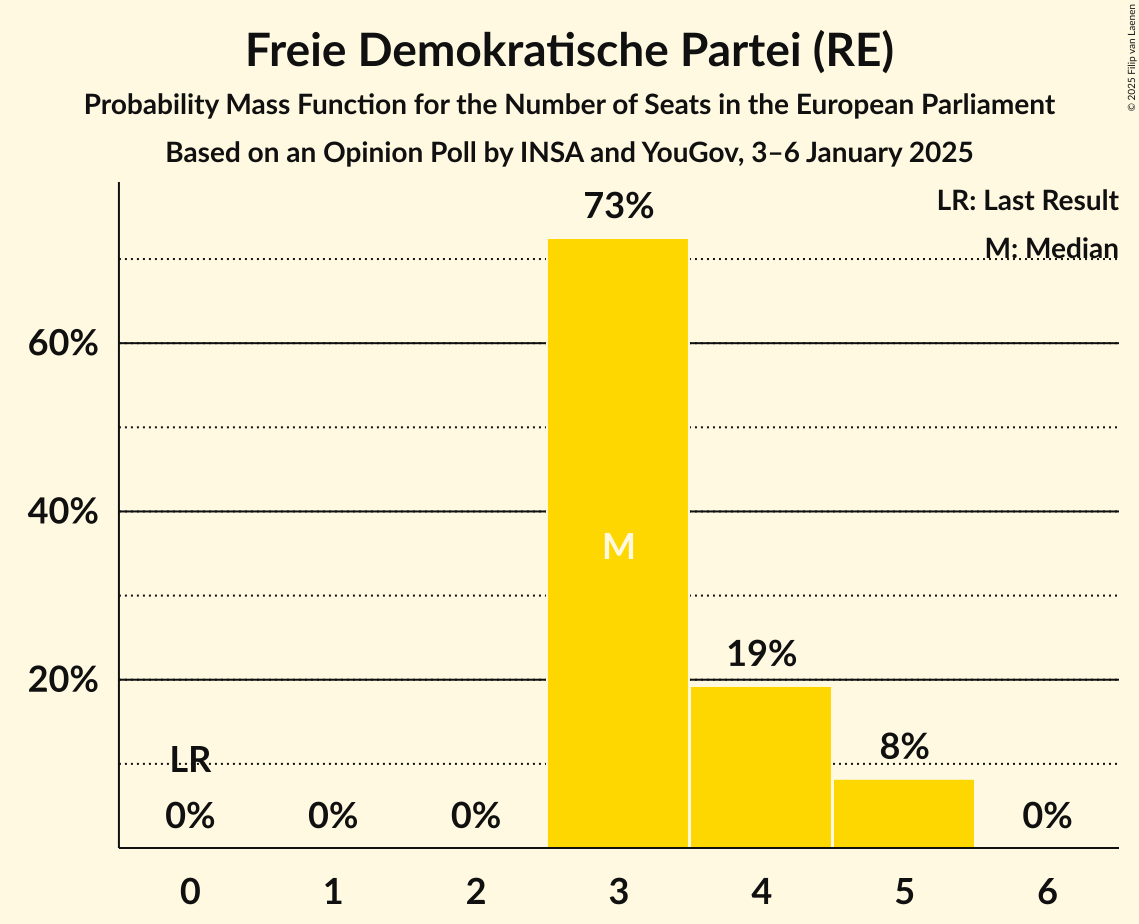 Freie Demokratische Partei (RE)
Probability Mass Function for the Number of Seats in the European Parliament
Based on an Opinion Poll by INSA and YouGov, 3–6 January 2025
© 2025 Filip van Laenen
LR: Last Result
M: Median
73%
60%
40%
M
19%
20%
8%
LR
0%
0%
0%
0%
0
1
2
3
4
5
6